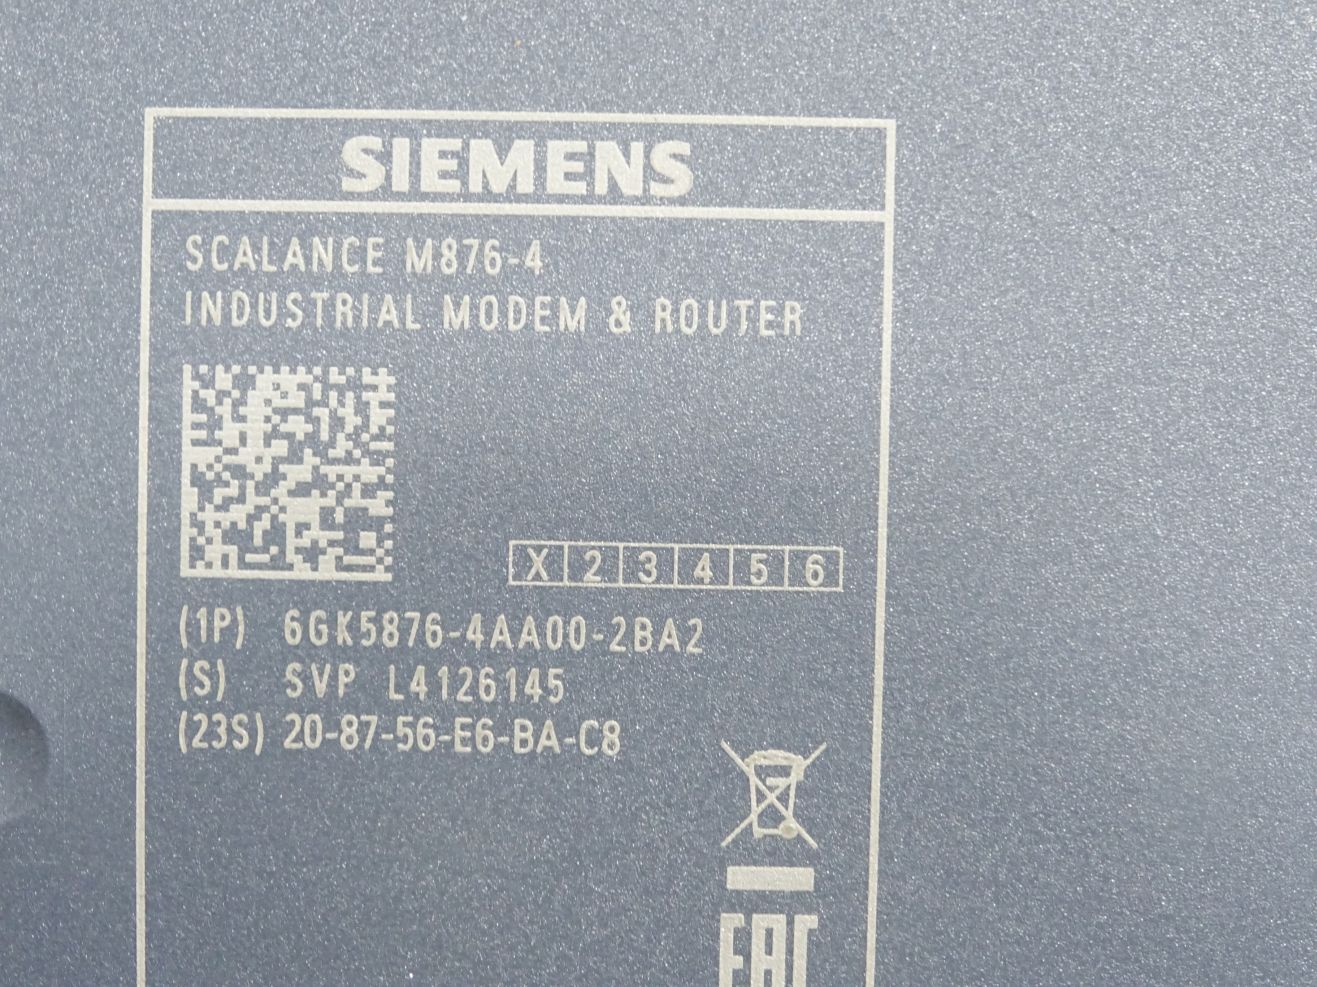 SIEMENS
SCALANCE M876-4
INDUSTRIAL MODEM & ROUTER
X 2 3 4 5 6
(1P) 6GK5876-4AA00-2BA2
(S) SVP L4126145
(23S) 20-87-56-E6-BA-C8
EAC